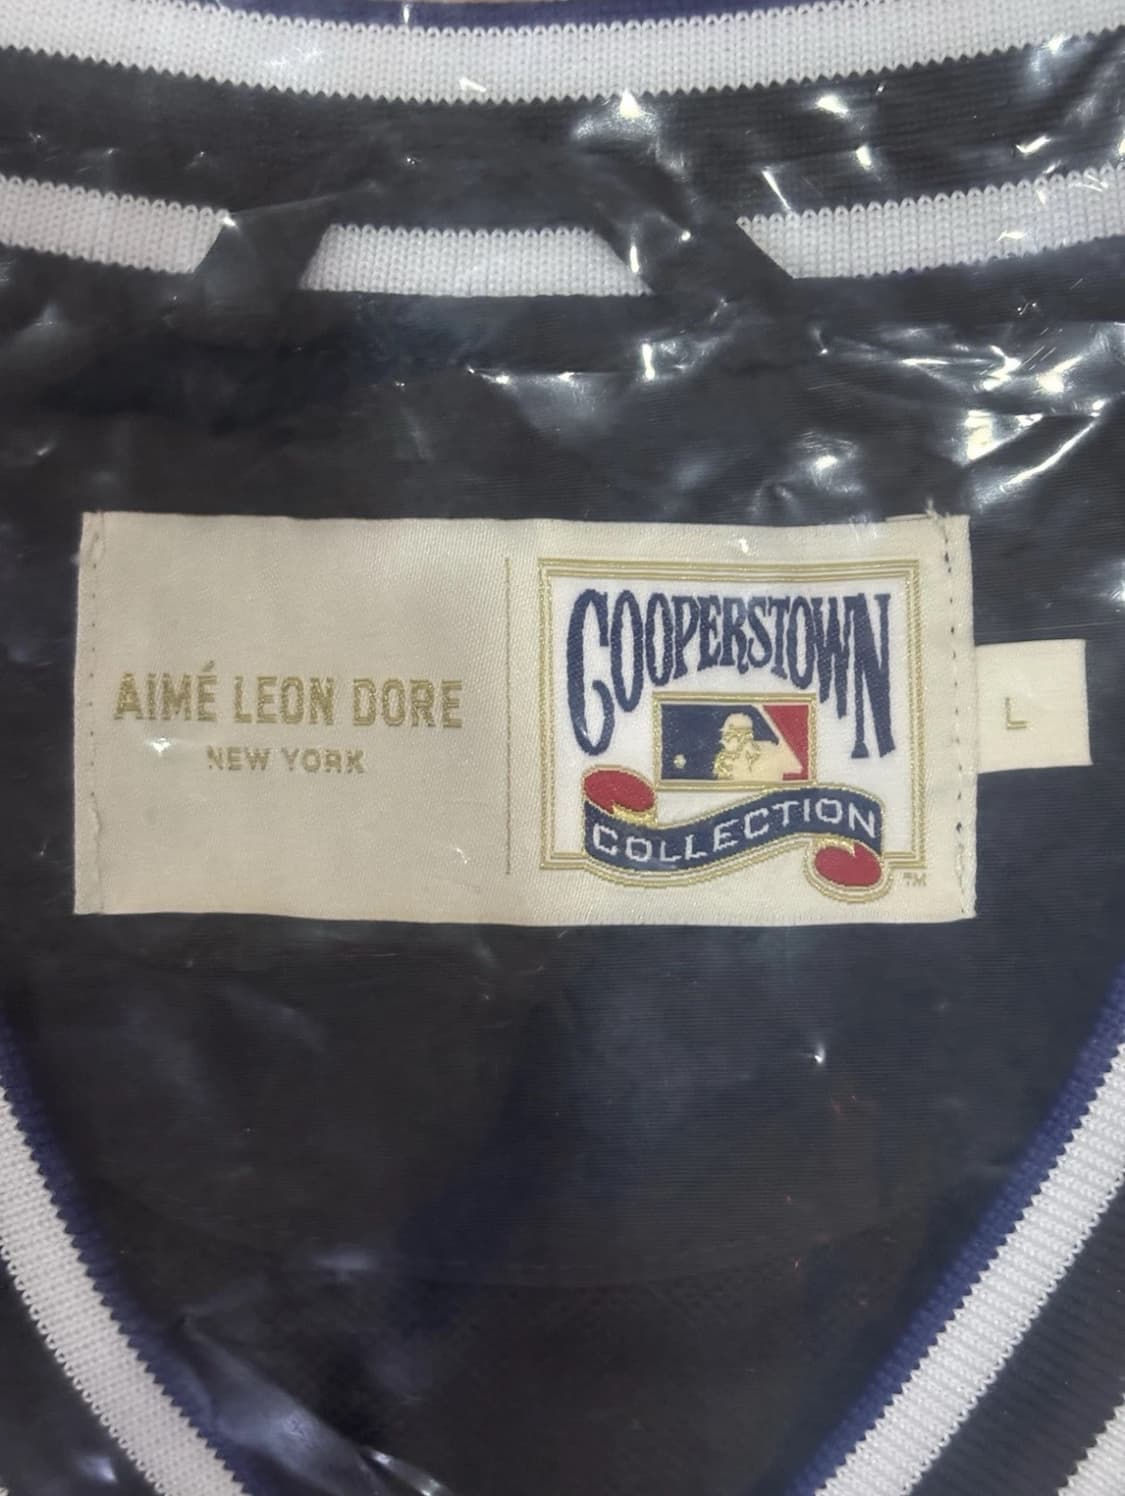 AIMÉ LEON DORE
NEW YORK
COOPERSTOWN
COLLECTION
TM
L